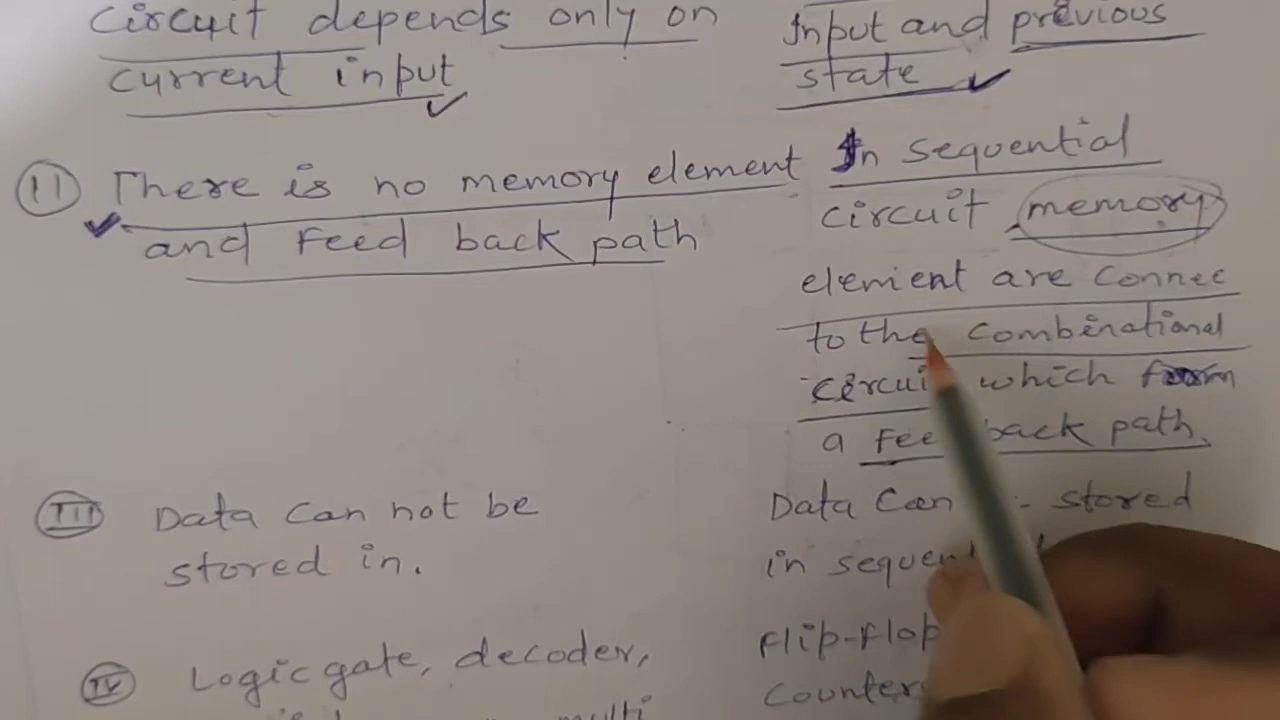 circuit depends only on
current input
Input and previous
state
II There is no memory element
and Feed back path
In sequential
circuit memory
element are connec
to the combinational
circuit which form
a Feed back path.
III Data can not be
stored in.
Data can stored
in
IV Logic gate, decoder,
multi
Flip-Flop
Counter